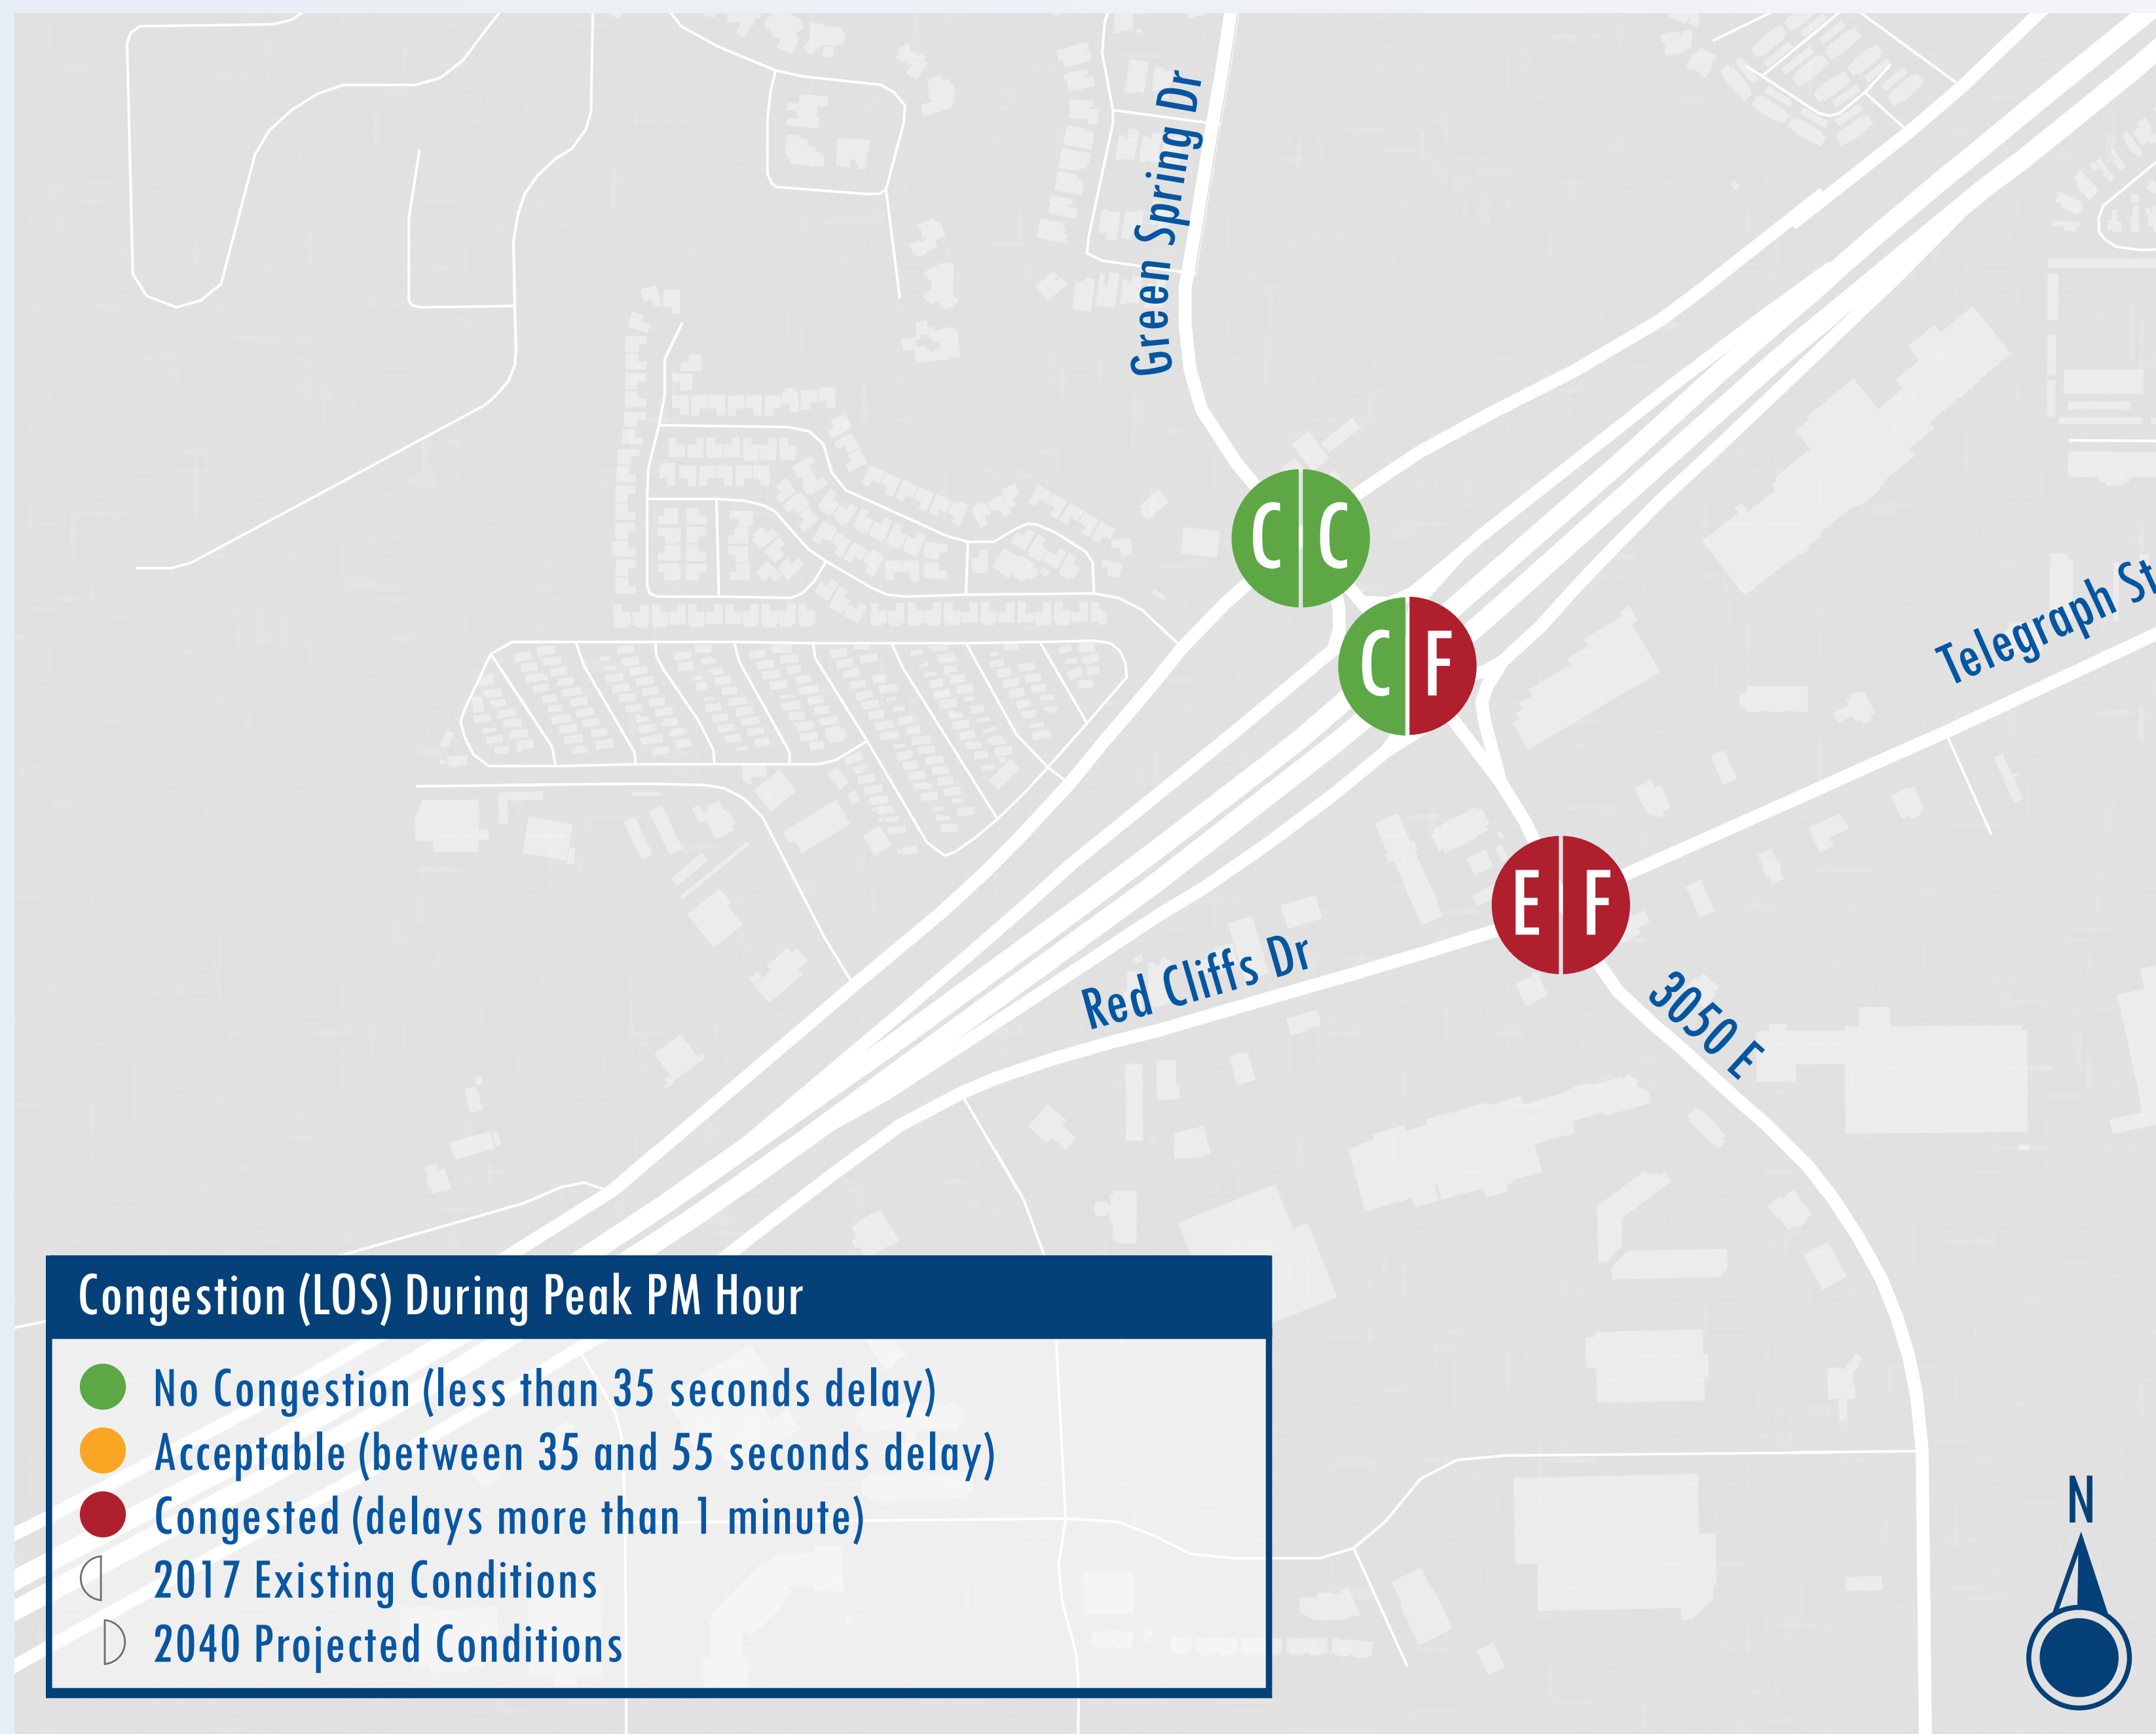 Green Spring Dr
C C
C F
Telegraph St
E F
Red Cliffs Dr
3050 E
Congestion (LOS) During Peak PM Hour
No Congestion (less than 35 seconds delay)
Acceptable (between 35 and 55 seconds delay)
Congested (delays more than 1 minute)
2017 Existing Conditions
2040 Projected Conditions
N